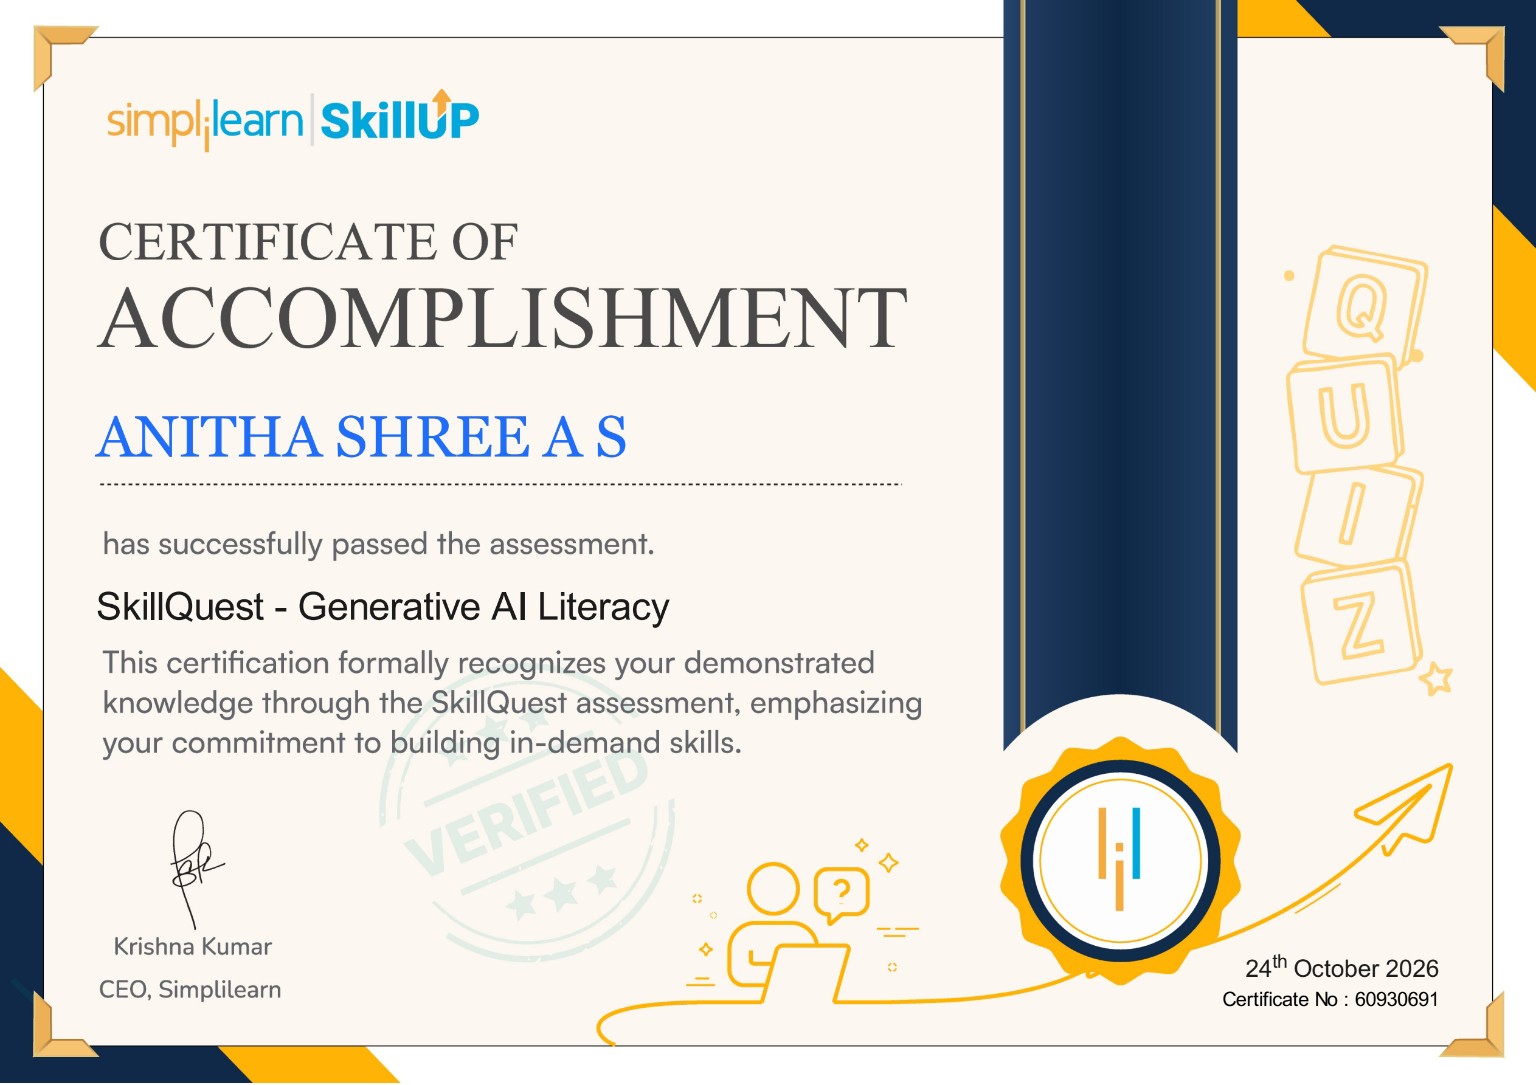 simplilearn | SkillUP
CERTIFICATE OF
ACCOMPLISHMENT
ANITHA SHREE A S
has successfully passed the assessment.
SkillQuest - Generative AI Literacy
This certification formally recognizes your demonstrated
knowledge through the SkillQuest assessment, emphasizing
your commitment to building in-demand skills.
VERIFIED
Krishna Kumar
CEO, Simplilearn
Q
U
I
Z
?
24th October 2026
Certificate No : 60930691